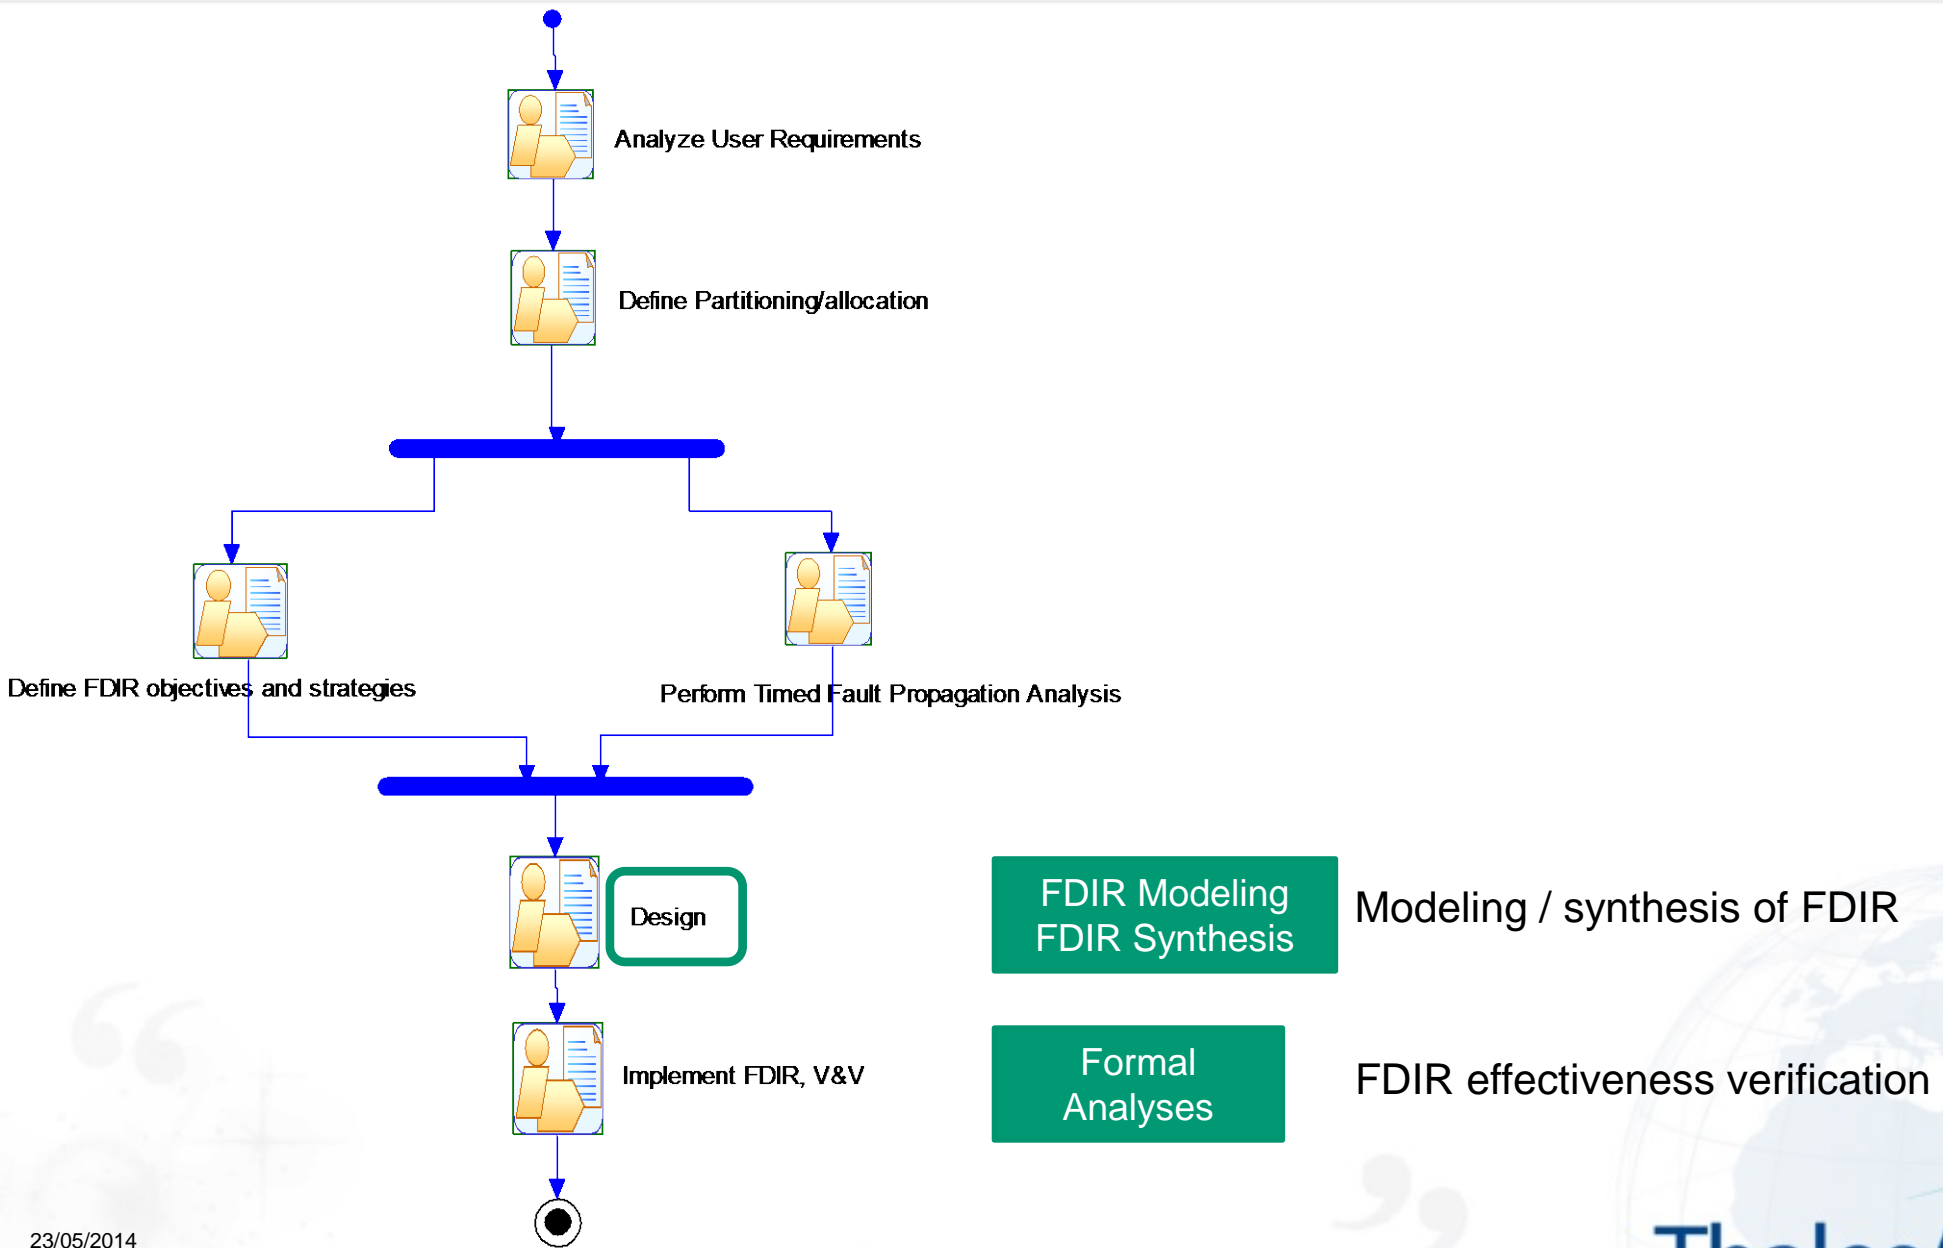 Analyze User Requirements
Define Partitioning/allocation
Define FDIR objectives and strategies
Perform Timed Fault Propagation Analysis
Design
FDIR Modeling
FDIR Synthesis
Modeling / synthesis of FDIR
Implement FDIR, V&V
Formal
Analyses
FDIR effectiveness verification
23/05/2014